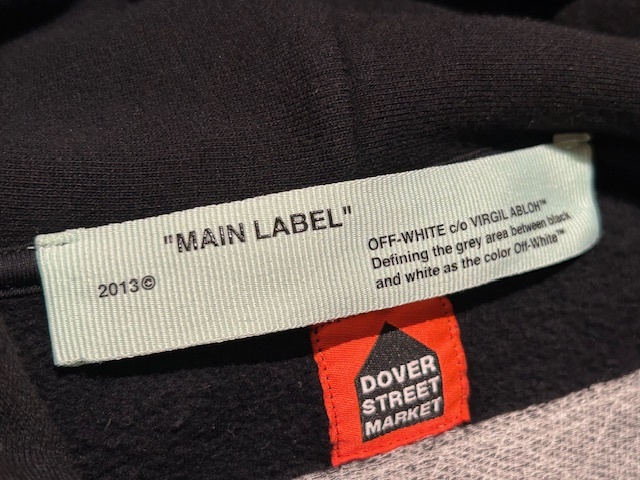 "MAIN LABEL"
2013©
OFF-WHITE c/o VIRGIL ABLOH™
Defining the grey area between black
and white as the color Off-White™
DOVER
STREET
MARKET